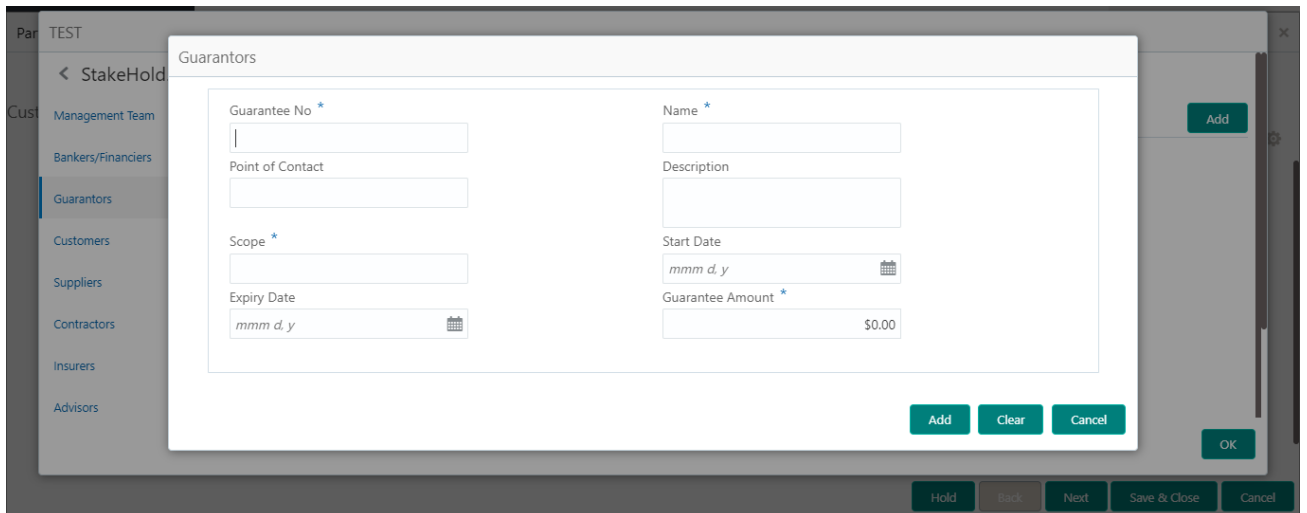 Par
TEST
StakeHold
Cust
Management Team
Bankers/Financiers
Guarantors
Customers
Suppliers
Contractors
Insurers
Advisors
Guarantors
Guarantee No *
Name *
Point of Contact
Description
Scope *
Start Date
mmm d, y
Expiry Date
Guarantee Amount *
mmm d, y
$0.00
Add Clear Cancel
Add
OK
Hold Back Next Save & Close Cancel